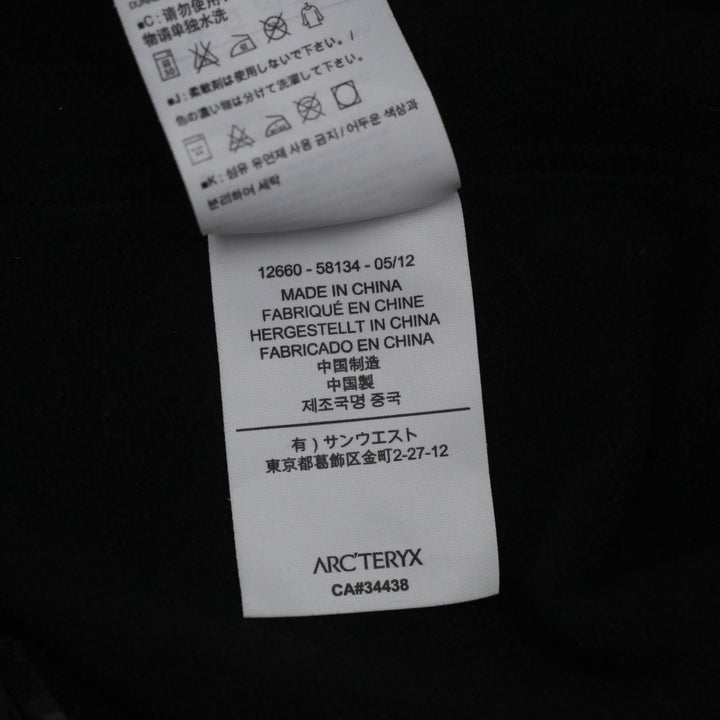 ■C: 请勿使用
物请单独水洗
■J: 柔軟剤は使用しないで下さい。/
色の濃い物は分けて洗濯して下さい。
■K: 섬유 유연제 사용 금지 / 어두운 색상과
분리하여 세탁
12660 - 58134 - 05/12
MADE IN CHINA
FABRIQUÉ EN CHINE
HERGESTELLT IN CHINA
FABRICADO EN CHINA
中国制造
中国製
제조국명 중국
有）サンウエスト
東京都葛飾区金町2-27-12
ARC'TERYX
CA#34438